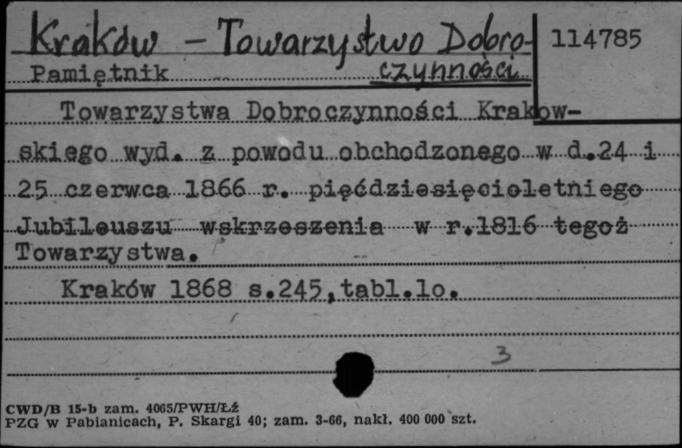 Kraków – Towarzystwo Dobro- 114785
Pamiętnik czynności
Towarzystwa Dobroczynności Krakow-
skiego wyd. z powodu obchodzonego w d.24 i
25 czerwca 1866 r. pięćdziesięcioletniego
Jubileuszu wskrzeszenia w r.1816 tegoż
Towarzystwa.
Kraków 1868 s.245,tabl.lo.
3
CWD/B 15-b zam. 4065/PWH/Łź
PZG w Pabianicach, P. Skargi 40; zam. 3-66, nakł. 400 000 szt.